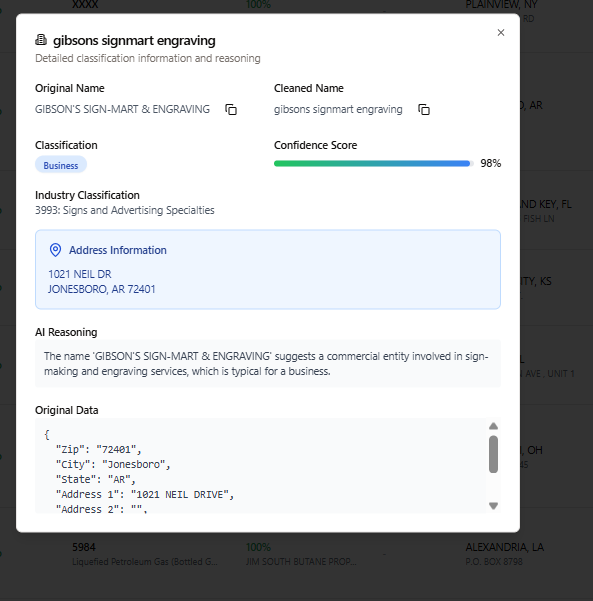 XXXX
100%
PLAINVIEW, NY
RD
gibsons signmart engraving
Detailed classification information and reasoning
Original Name
Cleaned Name
GIBSON'S SIGN-MART & ENGRAVING
gibsons signmart engraving
, AR
Classification
Confidence Score
Business
98%
Industry Classification
3993: Signs and Advertising Specialties
ND KEY, FL
FISH LN
Address Information
1021 NEIL DR
JONESBORO, AR 72401
ITY, KS
AI Reasoning
The name 'GIBSON'S SIGN-MART & ENGRAVING' suggests a commercial entity involved in sign-
making and engraving services, which is typical for a business.
AVE . UNIT 1
Original Data
{
"Zip": "72401",
"City": "Jonesboro",
"State": "AR",
"Address 1": "1021 NEIL DRIVE",
"Address 2": "",
, OH
5984
100%
ALEXANDRIA, LA
Liquefied Petroleum Gas (Bottled G...
JIM SOUTH BUTANE PROP...
P.O. BOX 8798